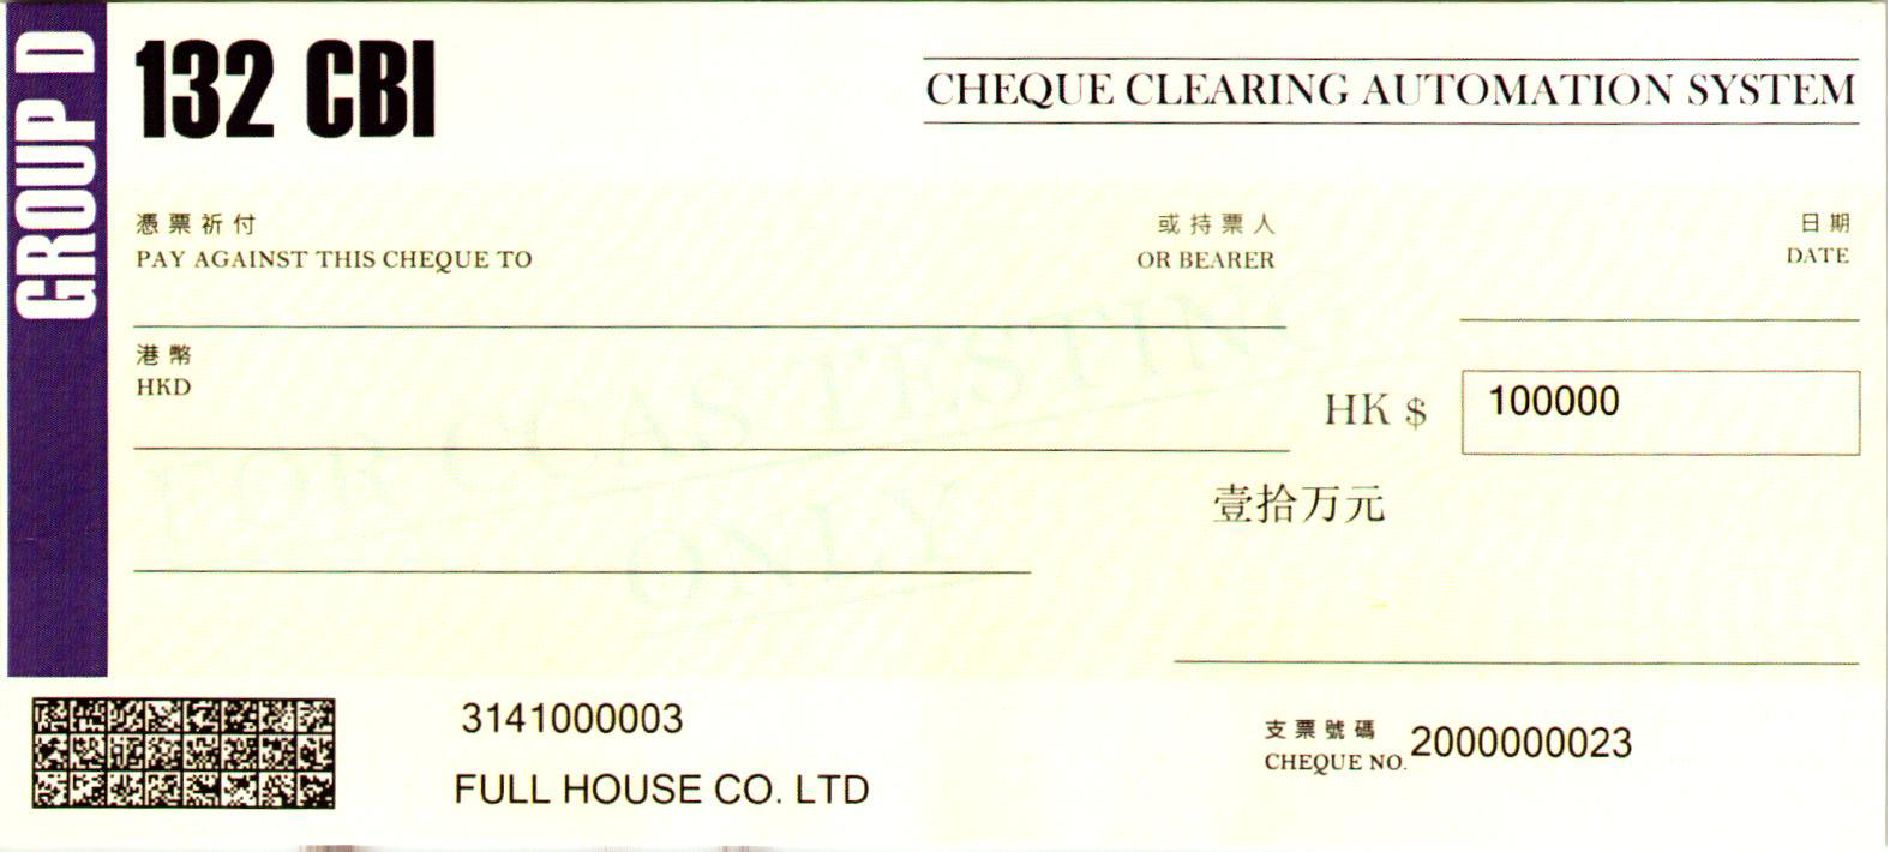 GROUP D
132 CBI
CHEQUE CLEARING AUTOMATION SYSTEM
憑票祈付 或持票人 日期
PAY AGAINST THIS CHEQUE TO OR BEARER DATE
港幣
HKD
HK $ 100000
壹拾万元
FOR CCAS TESTING
ONLY
3141000003
支票號碼
CHEQUE NO. 2000000023
FULL HOUSE CO. LTD